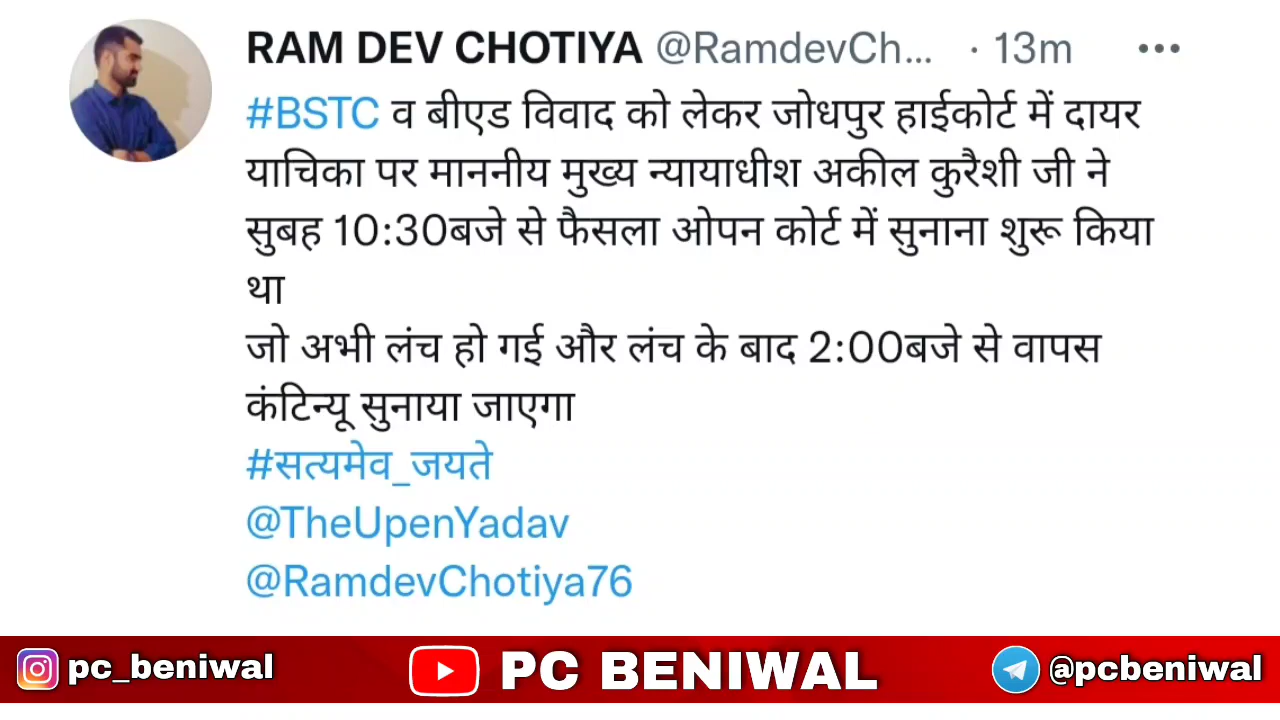 RAM DEV CHOTIYA @RamdevCh... · 13m
#BSTC व बीएड विवाद को लेकर जोधपुर हाईकोर्ट में दायर
याचिका पर माननीय मुख्य न्यायाधीश अकील कुरैशी जी ने
सुबह 10:30बजे से फैसला ओपन कोर्ट में सुनाना शुरू किया
था
जो अभी लंच हो गई और लंच के बाद 2:00बजे से वापस
कंटिन्यू सुनाया जाएगा
#सत्यमेव_जयते
@TheUpenYadav
@RamdevChotiya76
pc_beniwal PC BENIWAL @pcbeniwal